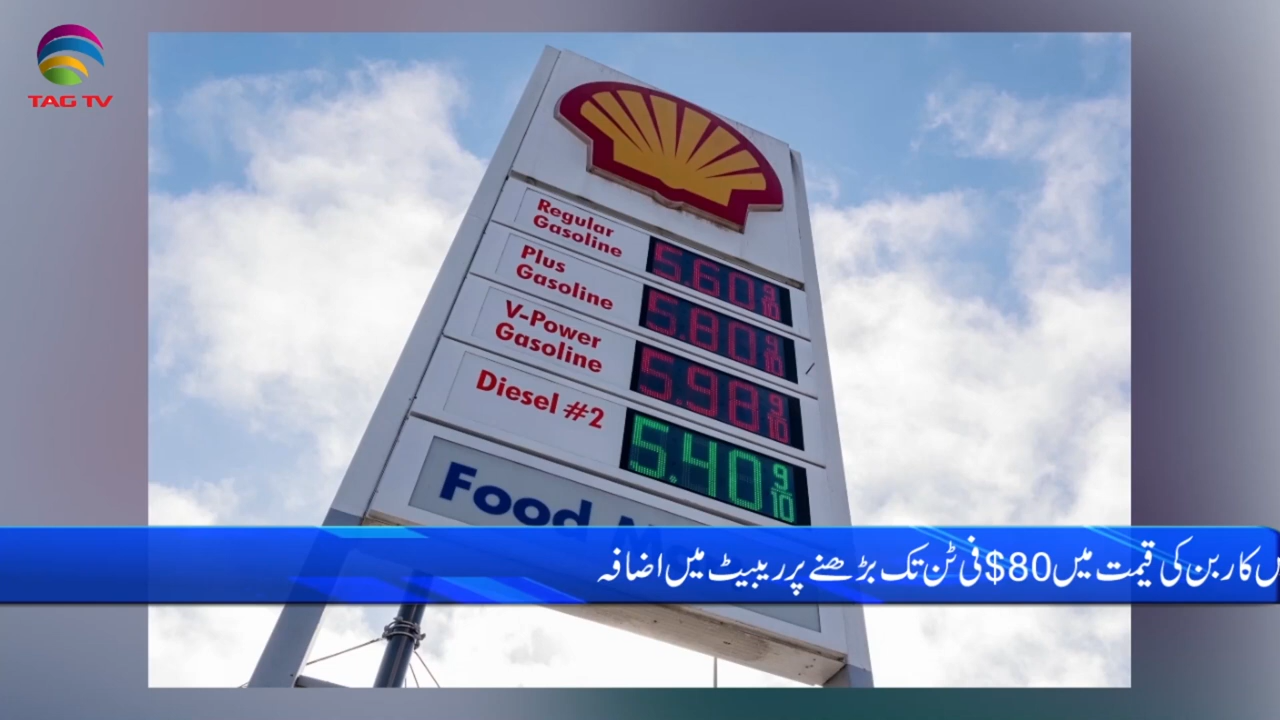 TAG TV
Regular
Gasoline
5.60 9/10
Plus
Gasoline
5.80 9/10
V-Power
Gasoline
5.98 9/10
Diesel #2
5.40 9/10
Food
کاربن کی قیمت میں 80$ فی ٹن تک بڑھنے پر ریبیٹ میں اضافہ